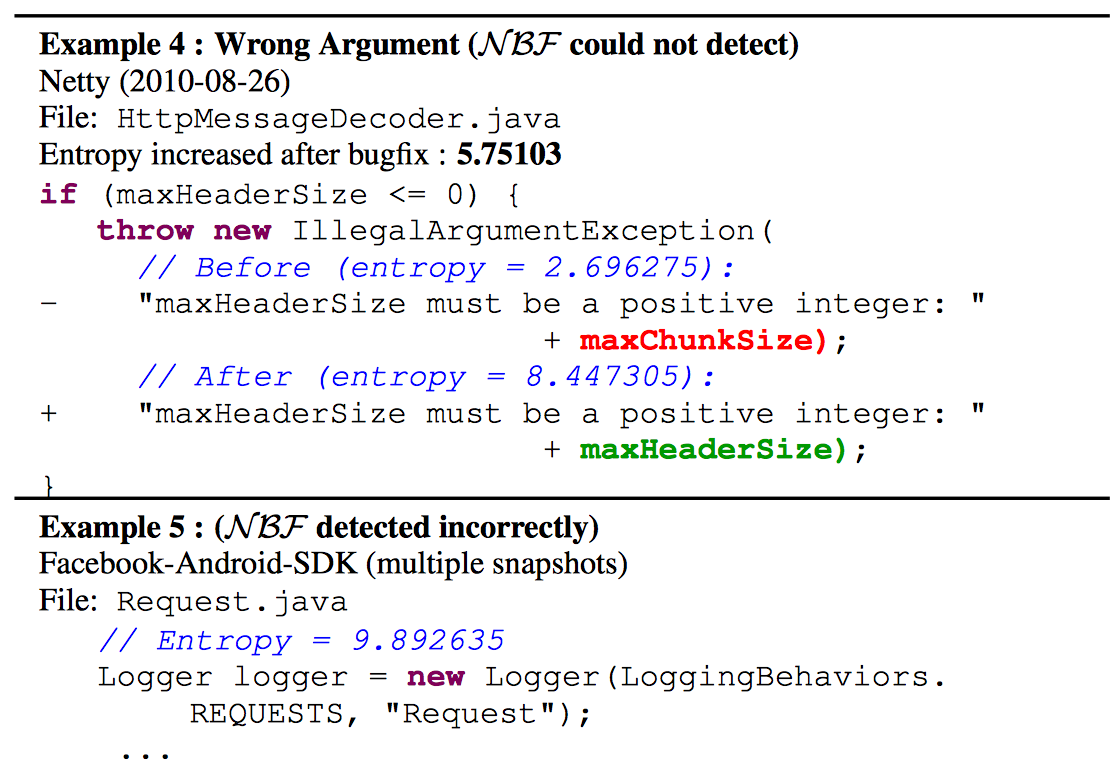 Example 4 : Wrong Argument (NBF could not detect)
Netty (2010-08-26)
File: HttpMessageDecoder.java
Entropy increased after bugfix : 5.75103
if (maxHeaderSize <= 0) {
throw new IllegalArgumentException(
// Before (entropy = 2.696275):
- "maxHeaderSize must be a positive integer: "
+ maxChunkSize);
// After (entropy = 8.447305):
+ "maxHeaderSize must be a positive integer: "
+ maxHeaderSize);
}
Example 5 : (NBF detected incorrectly)
Facebook-Android-SDK (multiple snapshots)
File: Request.java
// Entropy = 9.892635
Logger logger = new Logger(LoggingBehaviors.
REQUESTS, "Request");
...